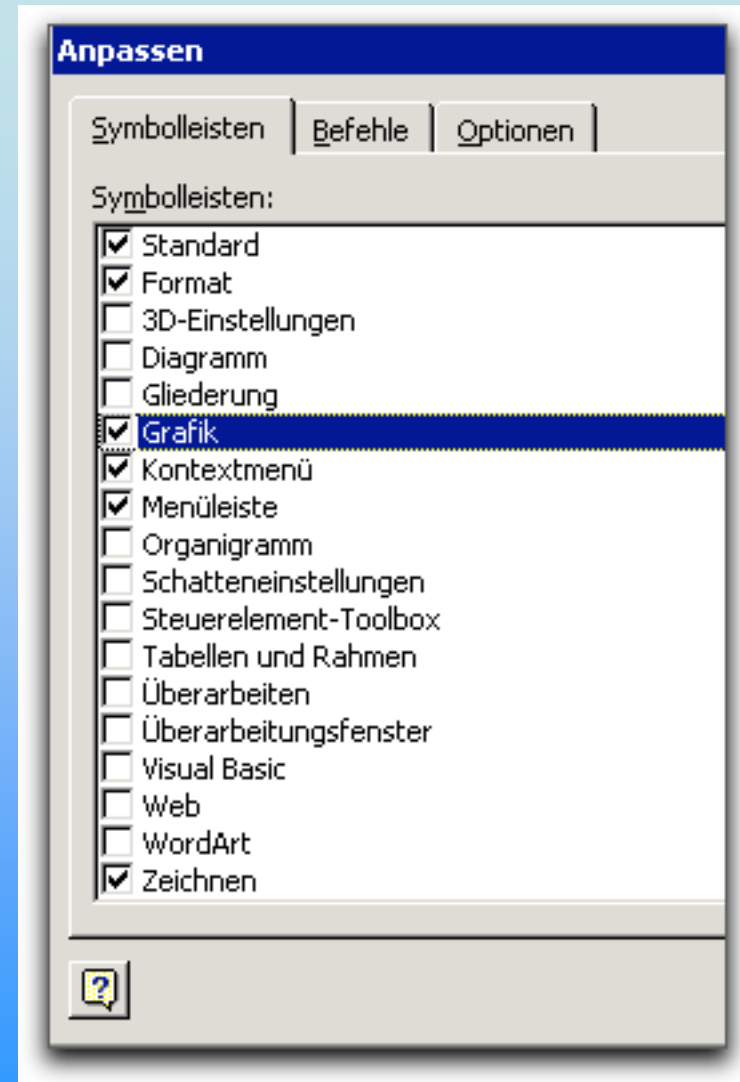 Anpassen
Symbolleisten Befehle Optionen
Symbolleisten:
Standard
Format
3D-Einstellungen
Diagramm
Gliederung
Grafik
Kontextmenü
Menüleiste
Organigramm
Schatteneinstellungen
Steuerelement-Toolbox
Tabellen und Rahmen
Überarbeiten
Überarbeitungsfenster
Visual Basic
Web
WordArt
Zeichnen
?